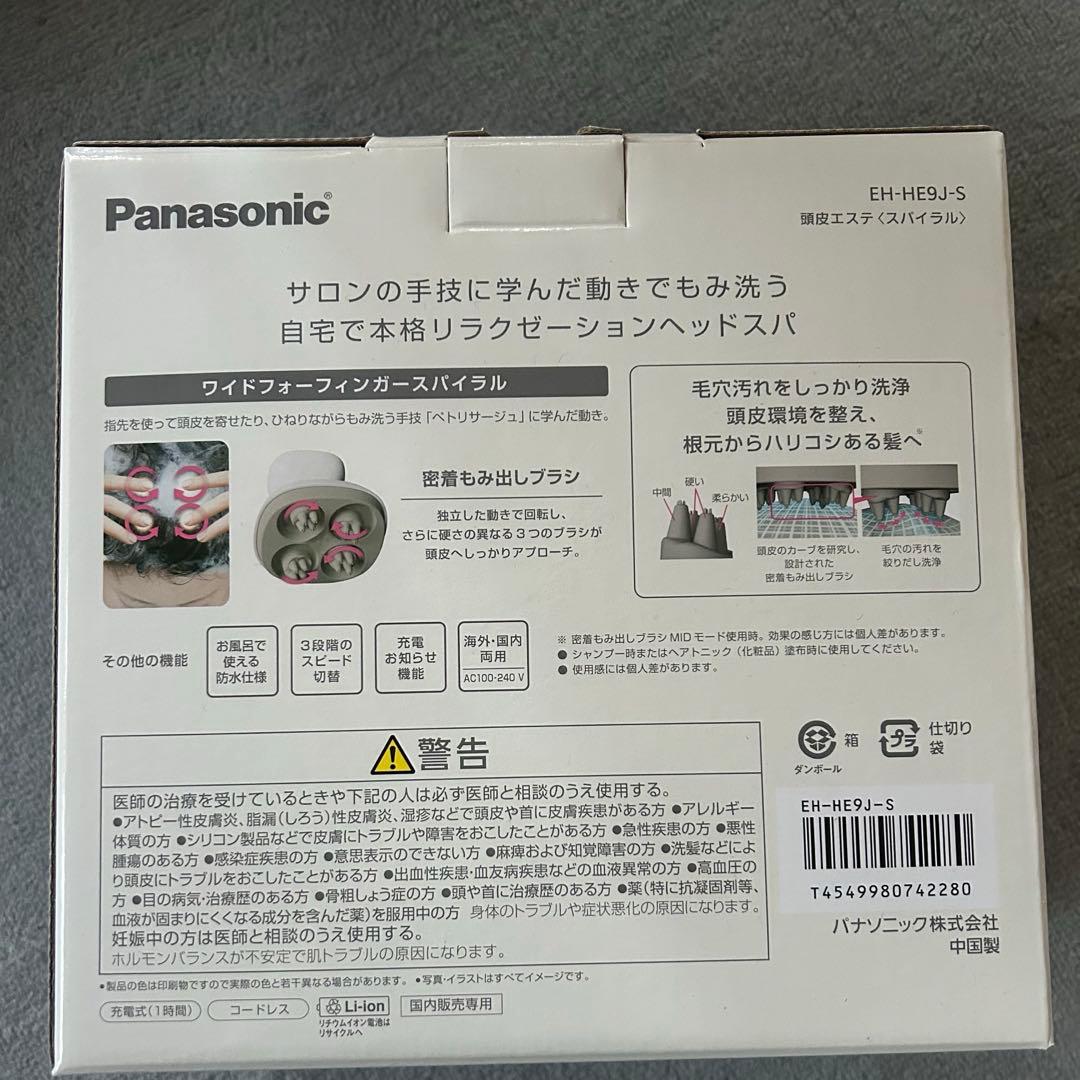 Panasonic®
EH-HE9J-S
頭皮エステ〈スパイラル〉
サロンの手技に学んだ動きでもみ洗う
自宅で本格リラクゼーションヘッドスパ
ワイドフォーフィンガースパイラル
指先を使って頭皮を寄せたり、ひねりながらもみ洗う手技「ペトリサージュ」に学んだ動き。
密着もみ出しブラシ
独立した動きで回転し、
さらに硬さの異なる3つのブラシが
頭皮へしっかりアプローチ。
毛穴汚れをしっかり洗浄
頭皮環境を整え、
根元からハリコシある髪へ※
中間
硬い
柔らかい
頭皮のカーブを研究し、
設計された
密着もみ出しブラシ
毛穴の汚れを
絞りだし洗浄
その他の機能
お風呂で
使える
防水仕様
3段階の
スピード
切替
充電
お知らせ
機能
海外・国内
両用
AC100-240 V
※ 密着もみ出しブラシ MID モード使用時。効果の感じ方には個人差があります。
● シャンプー時またはヘアトニック（化粧品）塗布時に使用してください。
● 使用感には個人差があります。
警告
医師の治療を受けているときや下記の人は必ず医師と相談のうえ使用する。
●アトピー性皮膚炎、脂漏（しろう）性皮膚炎、湿疹などで頭皮や首に皮膚疾患がある方 ●アレルギー
体質の方 ●シリコン製品などで皮膚にトラブルや障害をおこしたことがある方 ●急性疾患の方 ●悪性
腫瘍のある方 ●感染症疾患の方 ●意思表示のできない方 ●麻痺および知覚障害の方 ●洗髪などによ
り頭皮にトラブルをおこしたことがある方 ●出血性疾患・血友病疾患などの血液異常の方 ●高血圧の
方 ●目の病気・治療歴のある方 ●骨粗しょう症の方 ●頭や首に治療歴のある方 ●薬（特に抗凝固剤等、
血液が固まりにくくなる成分を含んだ薬）を服用中の方 身体のトラブルや症状悪化の原因になります。
妊娠中の方は医師と相談のうえ使用する。
ホルモンバランスが不安定で肌トラブルの原因になります。
箱
ダンボール
プラ
仕切り
袋
EH-HE9J-S
T4549980742280
パナソニック株式会社
中国製
●製品の色は印刷物ですので実際の色と若干異なる場合があります。 ●写真・イラストはすべてイメージです。
充電式（1時間）
コードレス
Li-ion
リチウムイオン電池は
リサイクルへ
国内販売専用